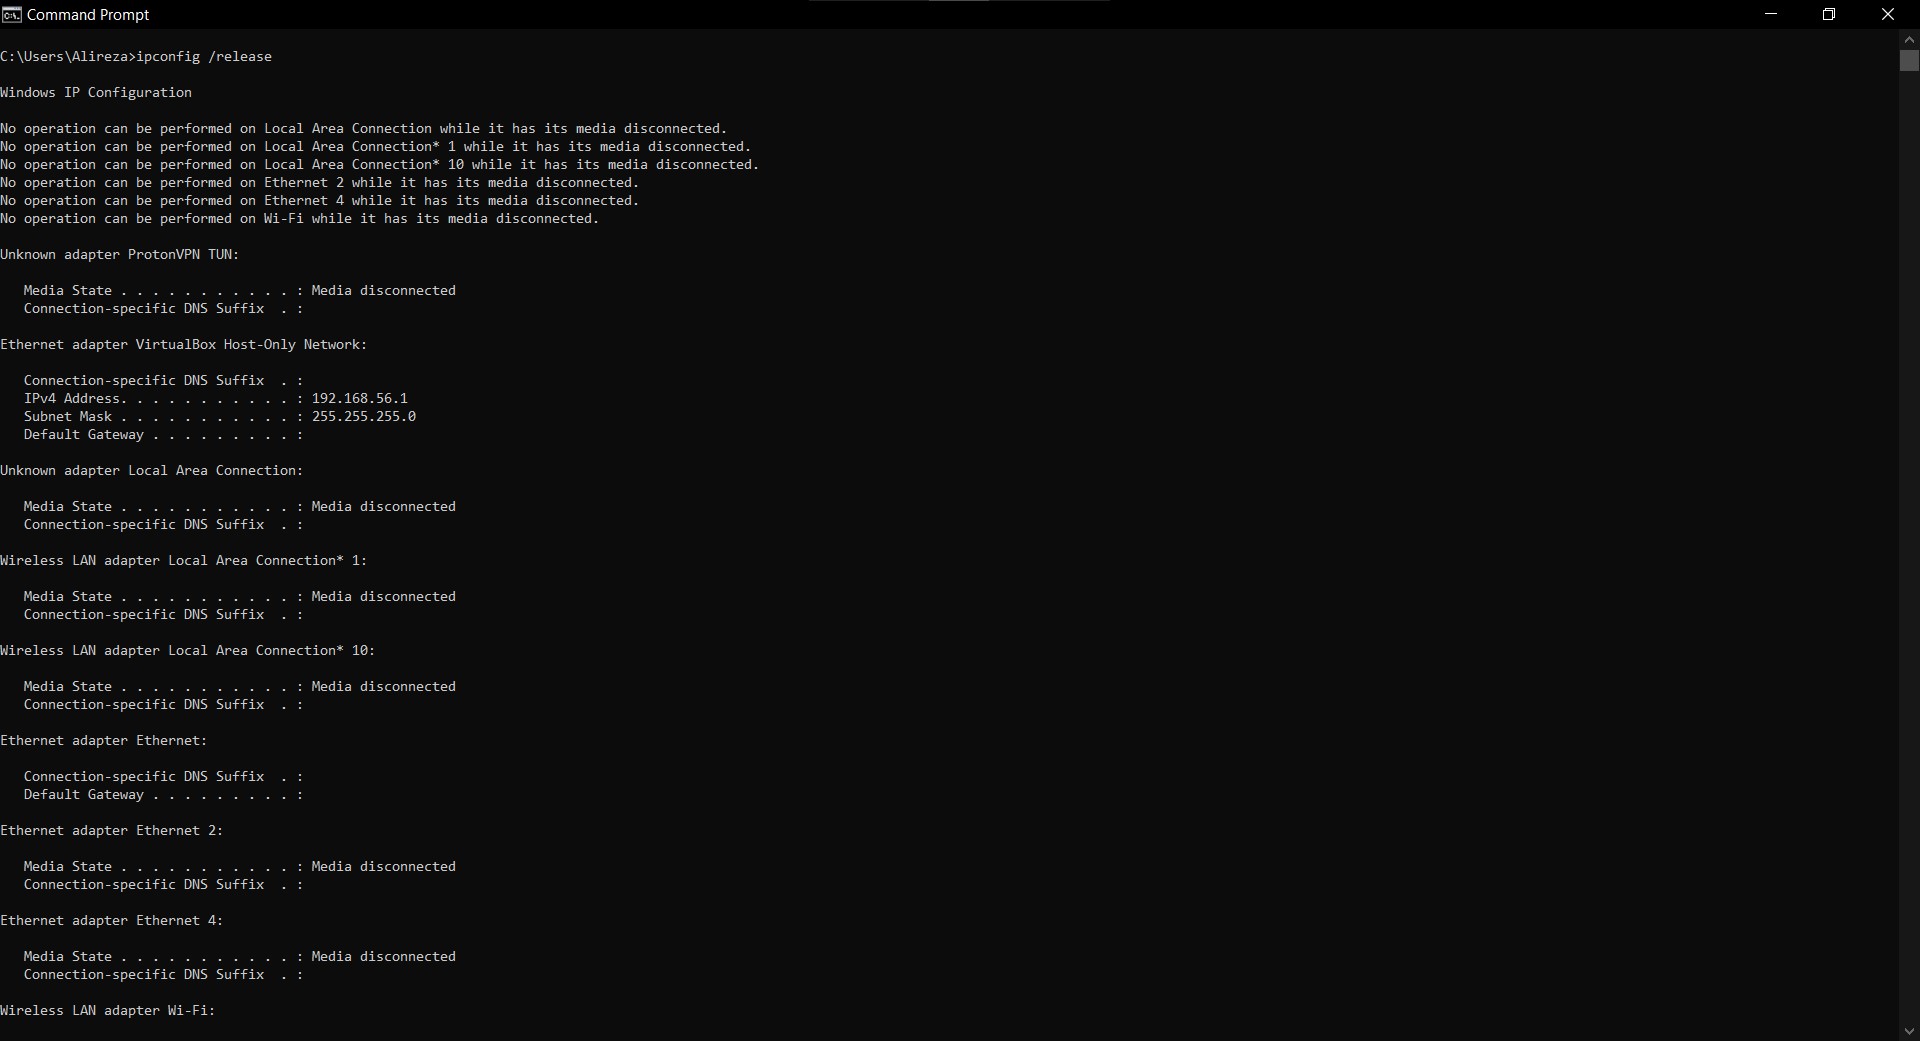 Command Prompt
C:\Users\Alireza>ipconfig /release
Windows IP Configuration
No operation can be performed on Local Area Connection while it has its media disconnected.
No operation can be performed on Local Area Connection* 1 while it has its media disconnected.
No operation can be performed on Local Area Connection* 10 while it has its media disconnected.
No operation can be performed on Ethernet 2 while it has its media disconnected.
No operation can be performed on Ethernet 4 while it has its media disconnected.
No operation can be performed on Wi-Fi while it has its media disconnected.
Unknown adapter ProtonVPN TUN:
Media State . . . . . . . . . . . : Media disconnected
Connection-specific DNS Suffix  . :
Ethernet adapter VirtualBox Host-Only Network:
Connection-specific DNS Suffix  . :
IPv4 Address. . . . . . . . . . . : 192.168.56.1
Subnet Mask . . . . . . . . . . . : 255.255.255.0
Default Gateway . . . . . . . . . :
Unknown adapter Local Area Connection:
Media State . . . . . . . . . . . : Media disconnected
Connection-specific DNS Suffix  . :
Wireless LAN adapter Local Area Connection* 1:
Media State . . . . . . . . . . . : Media disconnected
Connection-specific DNS Suffix  . :
Wireless LAN adapter Local Area Connection* 10:
Media State . . . . . . . . . . . : Media disconnected
Connection-specific DNS Suffix  . :
Ethernet adapter Ethernet:
Connection-specific DNS Suffix  . :
Default Gateway . . . . . . . . . :
Ethernet adapter Ethernet 2:
Media State . . . . . . . . . . . : Media disconnected
Connection-specific DNS Suffix  . :
Ethernet adapter Ethernet 4:
Media State . . . . . . . . . . . : Media disconnected
Connection-specific DNS Suffix  . :
Wireless LAN adapter Wi-Fi: